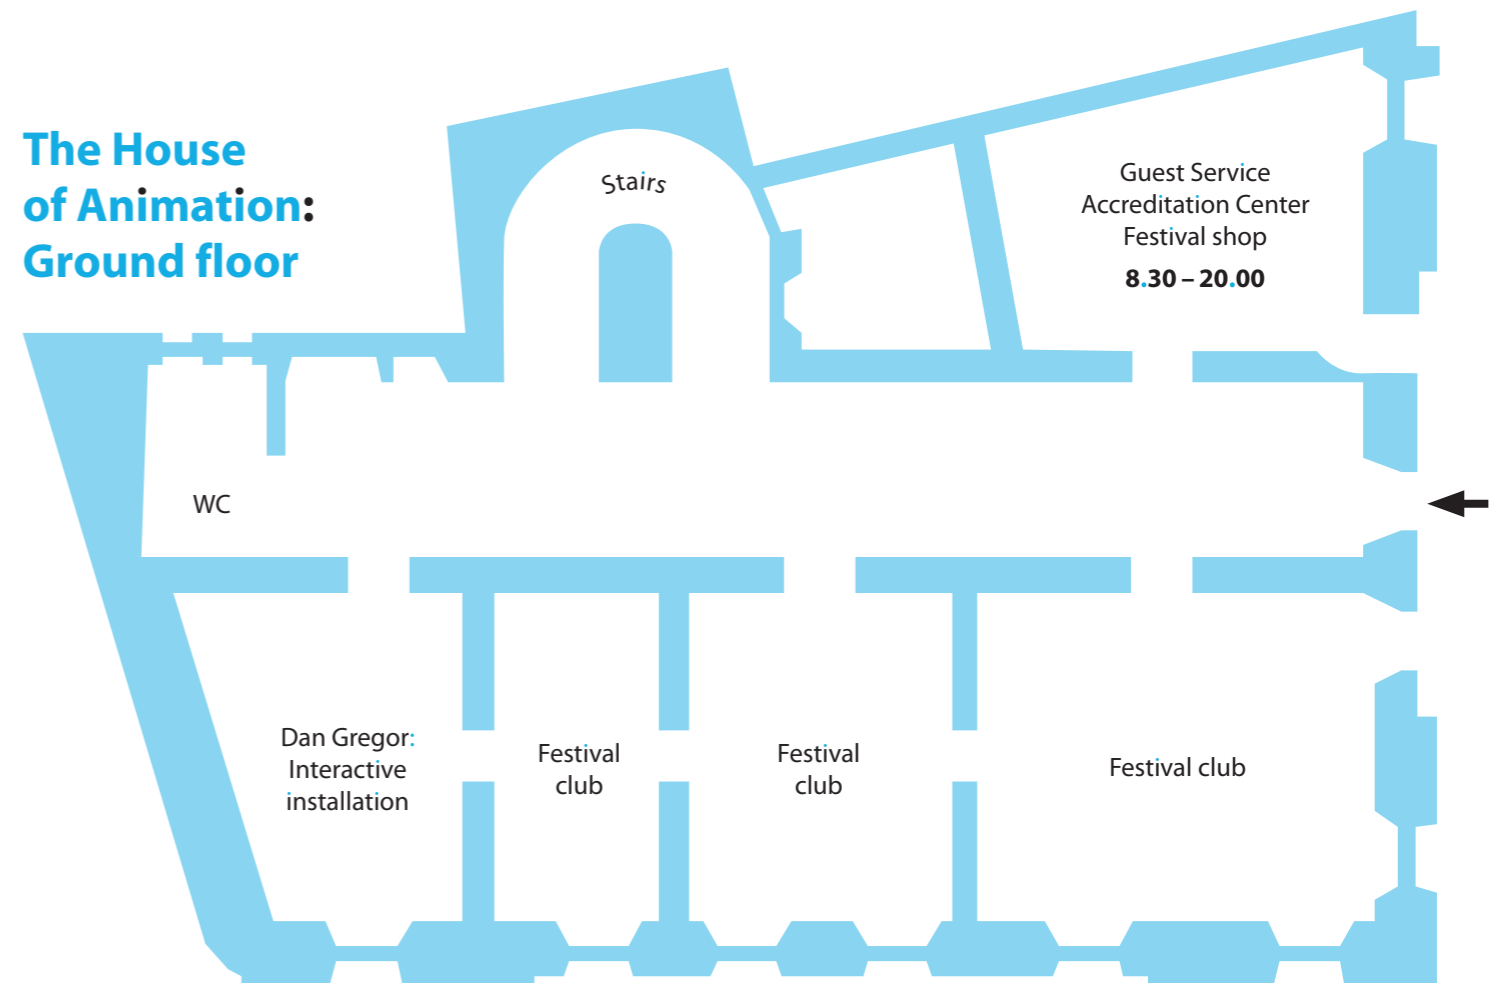 The House
of Animation:
Ground floor
Stairs
Guest Service
Accreditation Center
Festival shop
8.30 – 20.00
WC
Dan Gregor:
Interactive
installation
Festival
club
Festival
club
Festival club